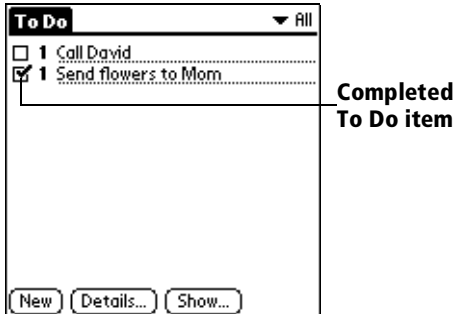 To Do
All
1 Call David
1 Send flowers to Mom
Completed
To Do item
New Details... Show...